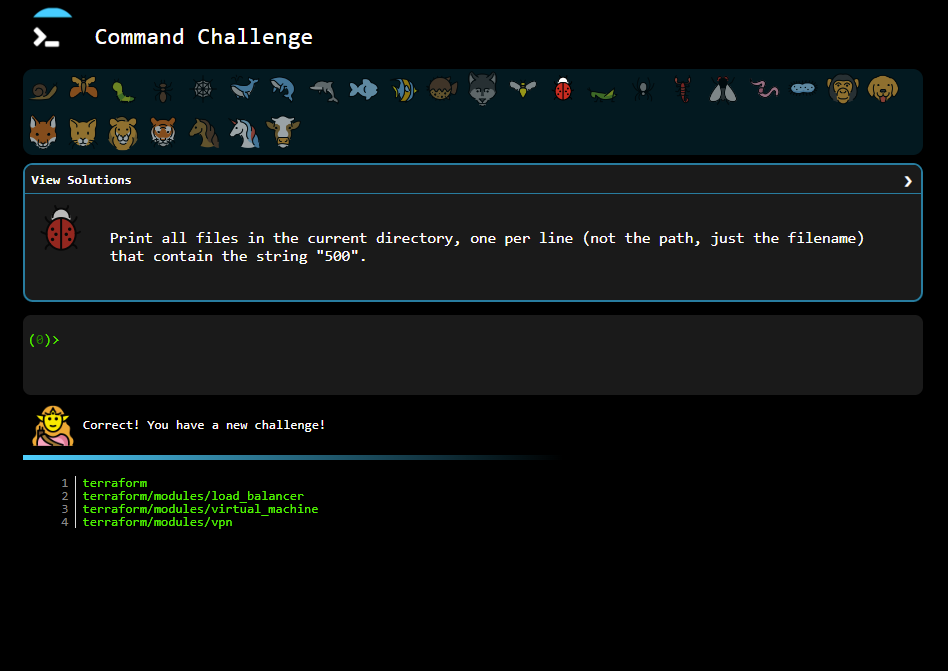 Command Challenge
View Solutions
Print all files in the current directory, one per line (not the path, just the filename)
that contain the string "500".
(0)>
Correct! You have a new challenge!
1 terraform
2 terraform/modules/load_balancer
3 terraform/modules/virtual_machine
4 terraform/modules/vpn